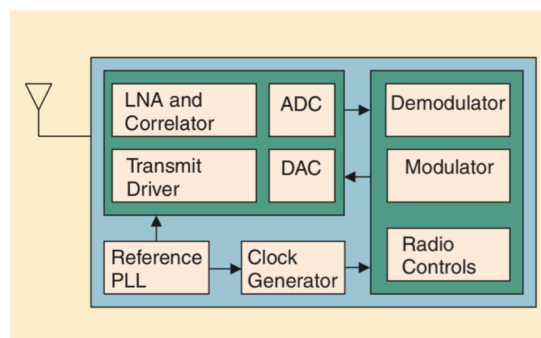 LNA and
Correlator
ADC
Demodulator
Transmit
Driver
DAC
Modulator
Reference
PLL
Clock
Generator
Radio
Controls